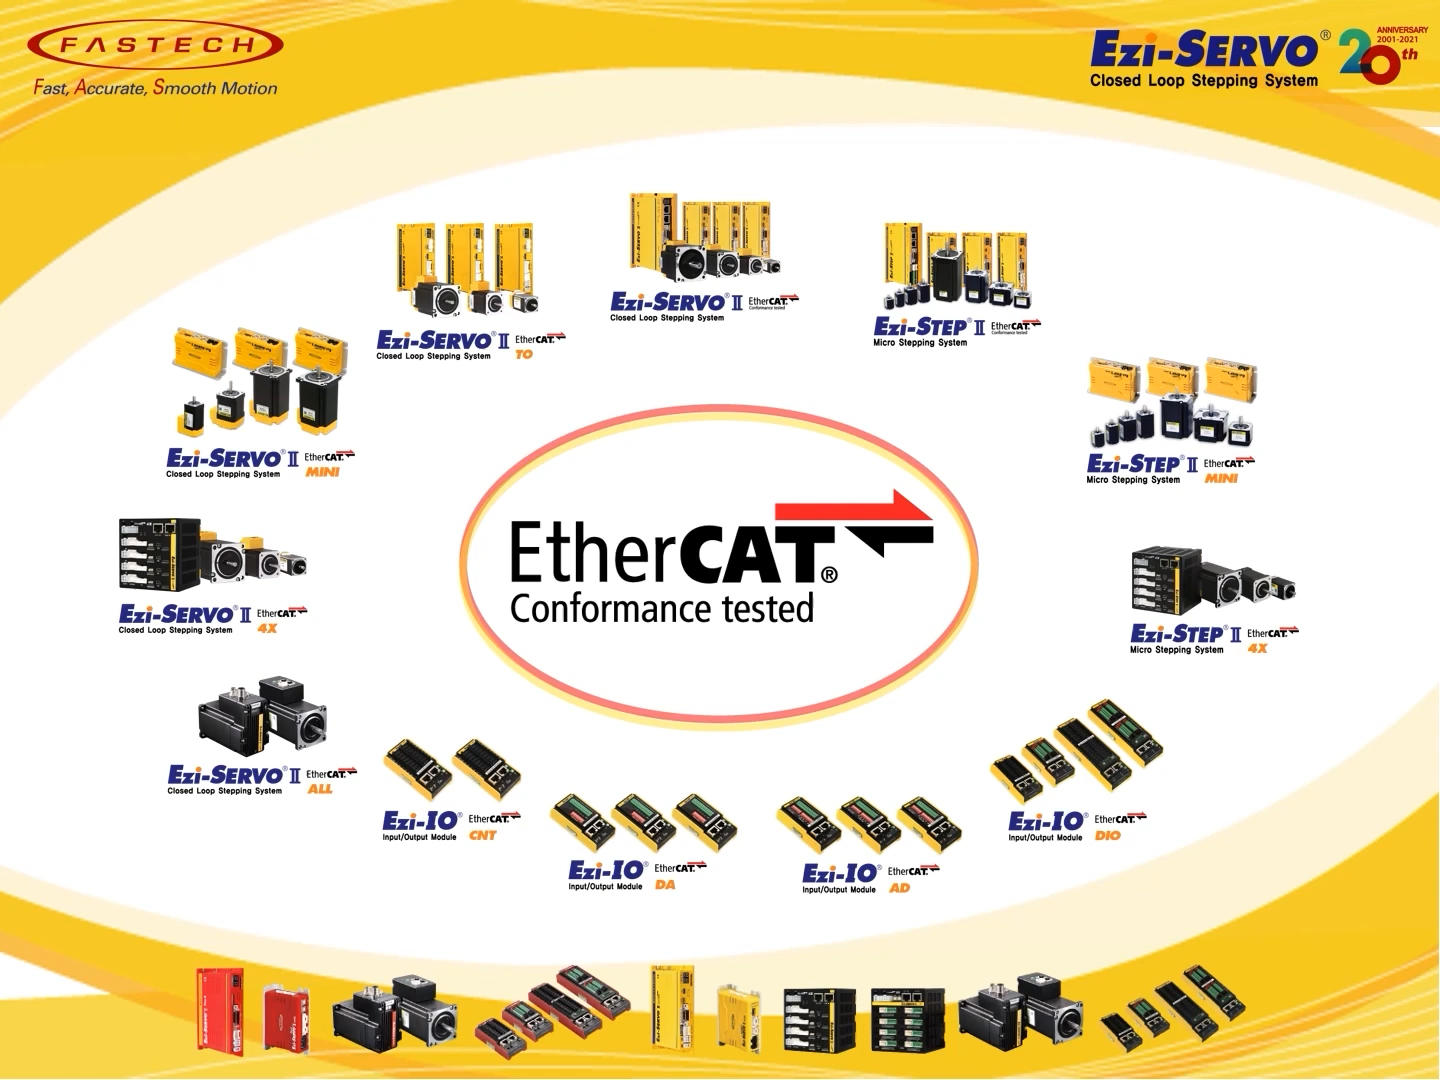 FASTECH
Fast, Accurate, Smooth Motion
Ezi-SERVO®
Closed Loop Stepping System
20th
ANNIVERSARY
2001-2021
Ezi-SERVO® II EtherCAT.
Closed Loop Stepping System
Conformance tested
Ezi-SERVO® II EtherCAT.
Closed Loop Stepping System TO
Ezi-STEP® II EtherCAT.
Micro Stepping System
Conformance tested
Ezi-SERVO® II EtherCAT.
Closed Loop Stepping System MINI
Ezi-STEP® II EtherCAT.
Micro Stepping System MINI
EtherCAT®
Conformance tested
Ezi-SERVO® II EtherCAT.
Closed Loop Stepping System 4X
Ezi-STEP® II EtherCAT.
Micro Stepping System 4X
Ezi-SERVO® II EtherCAT.
Closed Loop Stepping System ALL
Ezi-IO® EtherCAT.
Input/Output Module CNT
Ezi-IO® EtherCAT.
Input/Output Module DIO
Ezi-IO® EtherCAT.
Input/Output Module DA
Ezi-IO® EtherCAT.
Input/Output Module AD